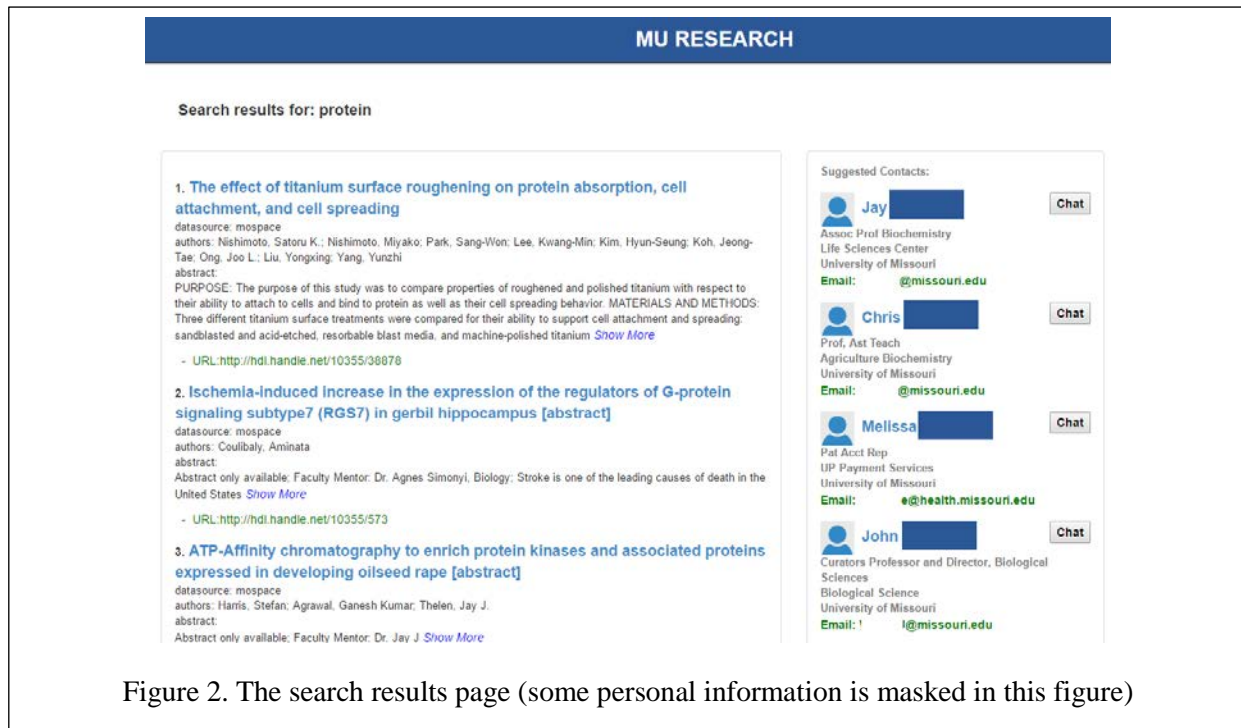 MU RESEARCH
Search results for: protein
1. The effect of titanium surface roughening on protein absorption, cell
attachment, and cell spreading
datasource: mospace
authors: Nishimoto, Satoru K.; Nishimoto, Miyako; Park, Sang-Won; Lee, Kwang-Min; Kim, Hyun-Seung; Koh, Jeong-
Tae; Ong, Joo L.; Liu, Yongxing; Yang, Yunzhi
abstract:
PURPOSE: The purpose of this study was to compare properties of roughened and polished titanium with respect to
their ability to attach to cells and bind to protein as well as their cell spreading behavior. MATERIALS AND METHODS:
Three different titanium surface treatments were compared for their ability to support cell attachment and spreading:
sandblasted and acid-etched, resorbable blast media, and machine-polished titanium Show More
- URL:http://hdl.handle.net/10355/38878
2. Ischemia-induced increase in the expression of the regulators of G-protein
signaling subtype7 (RGS7) in gerbil hippocampus [abstract]
datasource: mospace
authors: Coulibaly, Aminata
abstract:
Abstract only available; Faculty Mentor: Dr. Agnes Simonyi, Biology; Stroke is one of the leading causes of death in the
United States Show More
- URL:http://hdl.handle.net/10355/573
3. ATP-Affinity chromatography to enrich protein kinases and associated proteins
expressed in developing oilseed rape [abstract]
datasource: mospace
authors: Harris, Stefan; Agrawal, Ganesh Kumar; Thelen, Jay J.
abstract:
Abstract only available; Faculty Mentor: Dr. Jay J Show More
Suggested Contacts:
Jay
Chat
Assoc Prof Biochemistry
Life Sciences Center
University of Missouri
Email: @missouri.edu
Chris
Chat
Prof, Ast Teach
Agriculture Biochemistry
University of Missouri
Email: @missouri.edu
Melissa
Chat
Pat Acct Rep
UP Payment Services
University of Missouri
Email: e@health.missouri.edu
John
Chat
Curators Professor and Director, Biological
Sciences
Biological Science
University of Missouri
Email: @missouri.edu
Figure 2. The search results page (some personal information is masked in this figure)